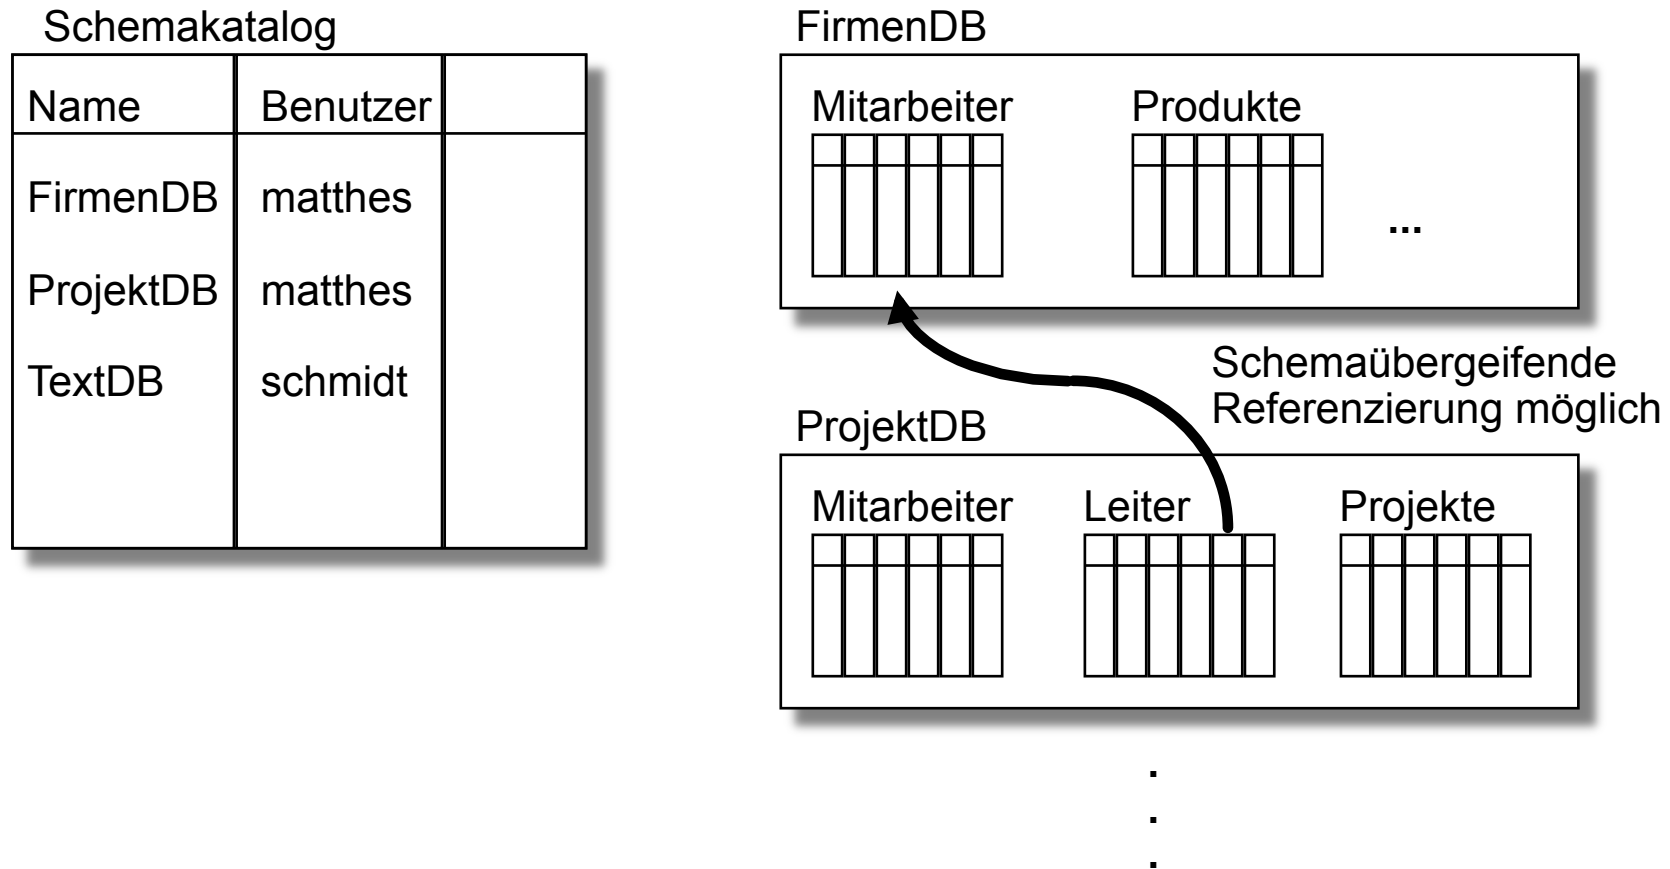 Schemakatalog
Name Benutzer
FirmenDB matthes
ProjektDB matthes
TextDB schmidt
FirmenDB
Mitarbeiter Produkte
...
Schemaübergeifende
Referenzierung möglich
ProjektDB
Mitarbeiter Leiter Projekte
.
.
.